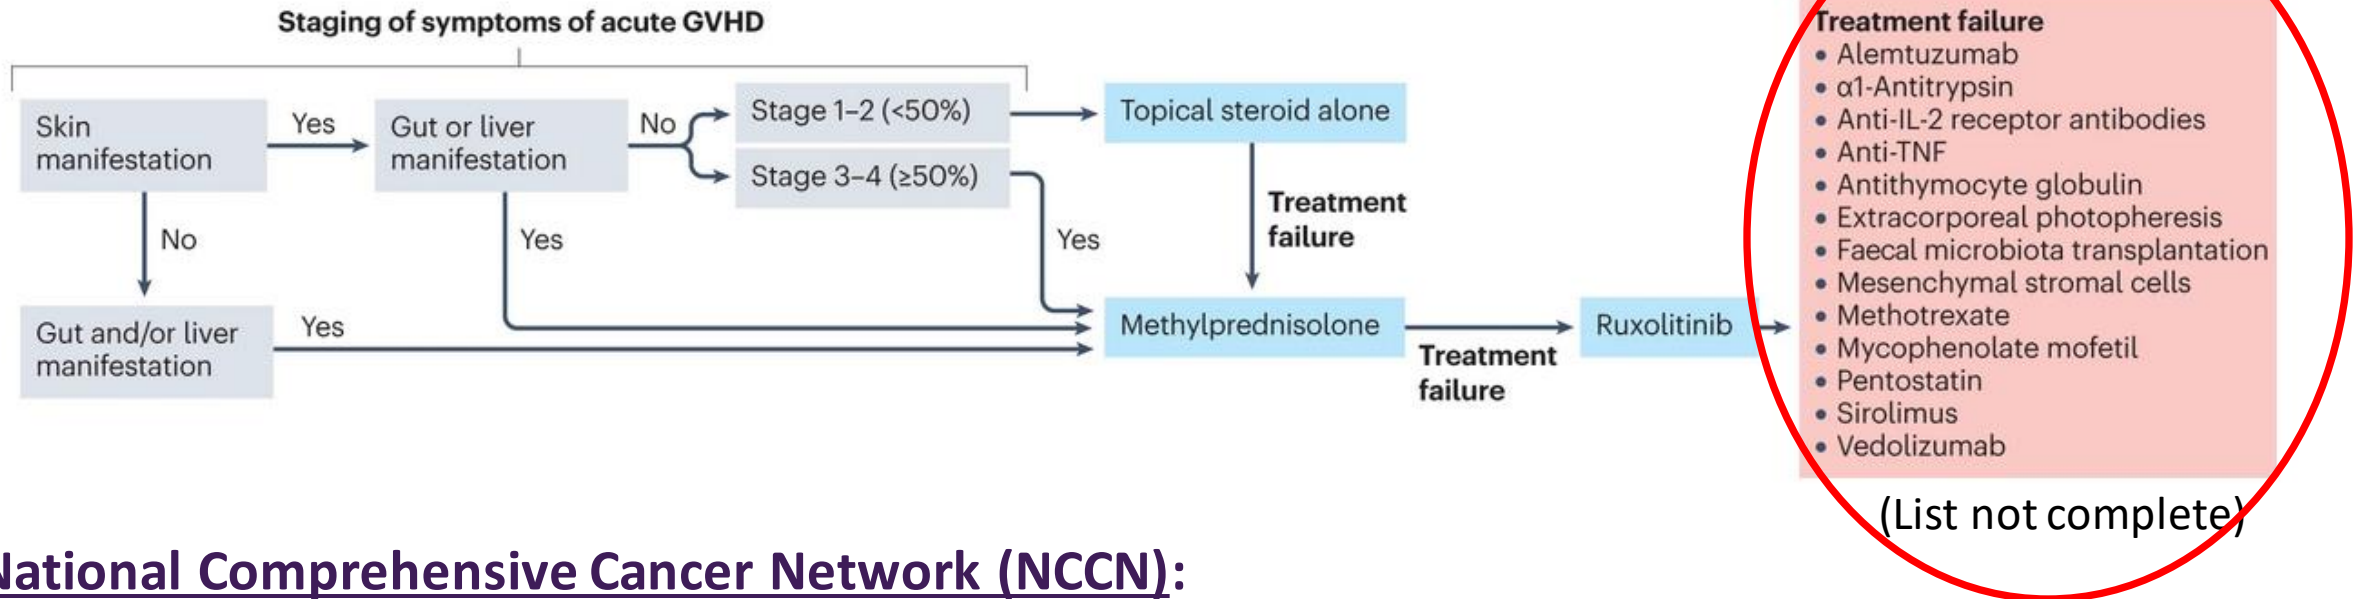 Staging of symptoms of acute GVHD
Skin
manifestation
Yes
Gut or liver
manifestation
No
Stage 1–2 (<50%)
Stage 3–4 (≥50%)
Topical steroid alone
No
Yes
Yes
Treatment
failure
Gut and/or liver
manifestation
Yes
Methylprednisolone
Treatment
failure
Ruxolitinib
Treatment failure
• Alemtuzumab
• α1-Antitrypsin
• Anti-IL-2 receptor antibodies
• Anti-TNF
• Antithymocyte globulin
• Extracorporeal photopheresis
• Faecal microbiota transplantation
• Mesenchymal stromal cells
• Methotrexate
• Mycophenolate mofetil
• Pentostatin
• Sirolimus
• Vedolizumab
(List not complete)
National Comprehensive Cancer Network (NCCN):